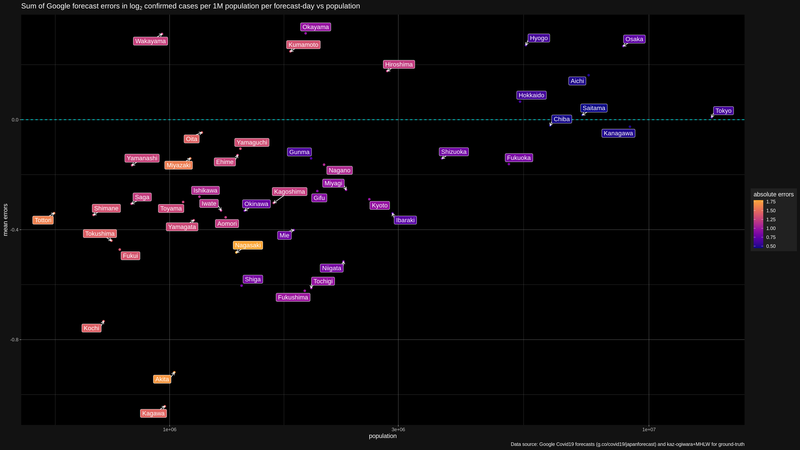 Sum of Google forecast errors in log₂ confirmed cases per 1M population per forecast-day vs population
Okayama
Wakayama
Kumamoto
Hyogo
Osaka
Hiroshima
Aichi
Hokkaido
Saitama
Tokyo
Chiba
0.0
Kanagawa
Oita
Yamaguchi
Gunma
Shizuoka
Fukuoka
Yamanashi
Miyazaki
Ehime
Nagano
Miyagi
absolute errors
Saga
Ishikawa
Kagoshima
Gifu
1.75
Shimane
Toyama
Iwate
Okinawa
Kyoto
1.50
Tottori
Yamagata
Aomori
Ibaraki
1.25
-0.4
Tokushima
Mie
1.00
mean errors
Fukui
Nagasaki
0.75
0.50
Niigata
Shiga
Tochigi
Fukushima
Kochi
-0.8
Akita
Kagawa
1e+06
3e+06
1e+07
population
Data source: Google Covid19 forecasts (g.co/covid19/japanforecast) and kaz-ogiwara+MHLW for ground-truth